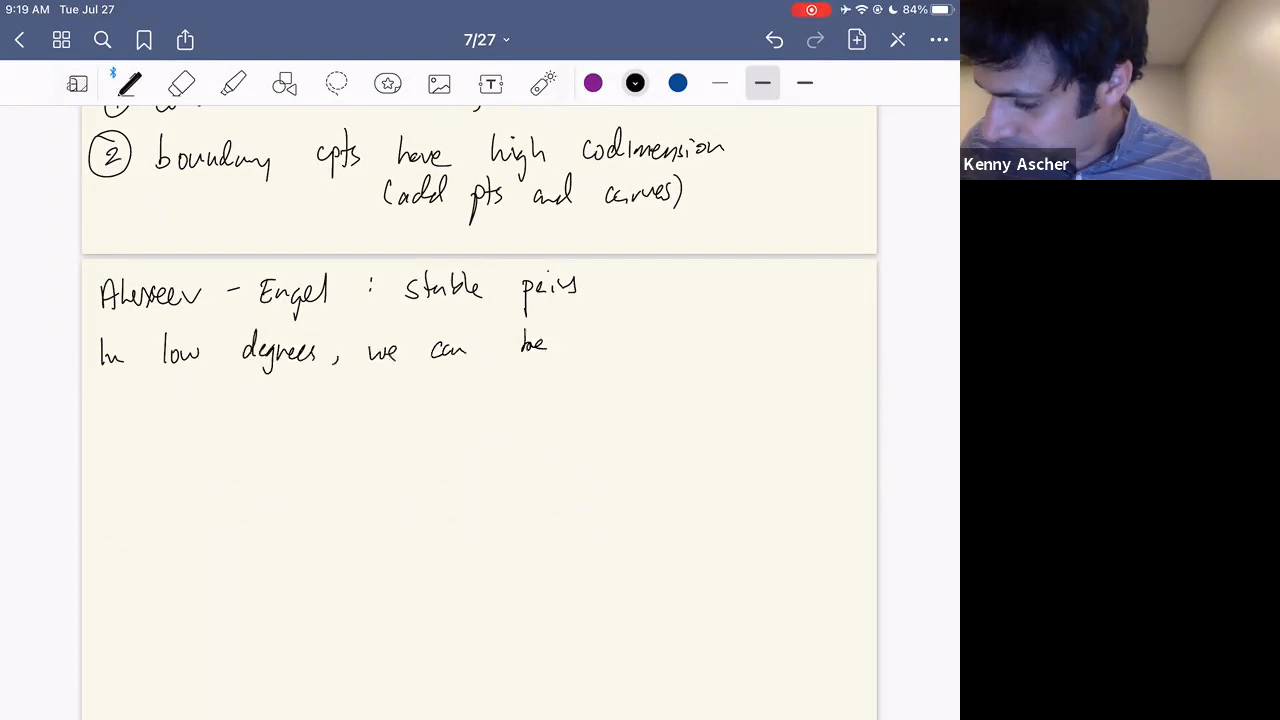 9:19 AM Tue Jul 27
84%
7/27
② boundary cpts have high codimension
(add pts and curves)
Alexeev - Engel : stable pairs
In low degrees, we can be
Kenny Ascher